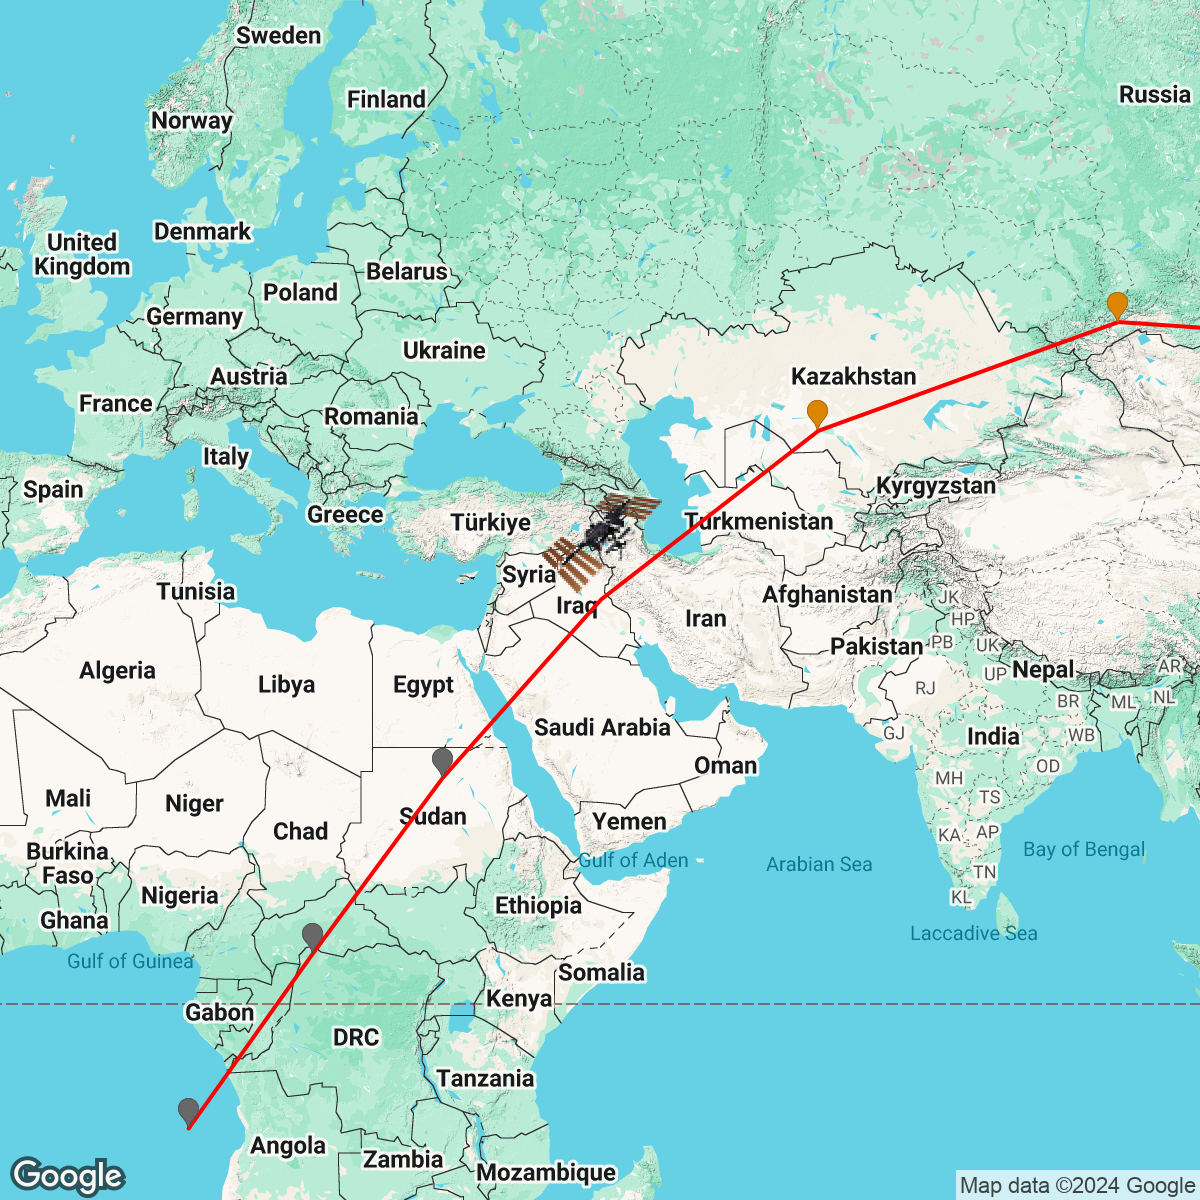 Sweden
Finland
Russia
Norway
Denmark
United
Kingdom
Belarus
Poland
Germany
Ukraine
Austria
Kazakhstan
France
Romania
Italy
Kyrgyzstan
Spain
Greece
Türkiye
Turkmenistan
Syria
Tunisia
Afghanistan
JK
Iraq
Iran
HP
Pakistan
PB
UK
Algeria
Libya
Egypt
UP
Nepal
AR
RJ
BR
ML
NL
Saudi Arabia
GJ
India
WB
Oman
OD
MH
Mali
Niger
TS
Sudan
Yemen
Chad
KA
AP
Burkina
Faso
Gulf of Aden
Arabian Sea
Bay of Bengal
TN
Nigeria
KL
Ethiopia
Ghana
Laccadive Sea
Gulf of Guinea
Somalia
Kenya
Gabon
DRC
Tanzania
Angola
Zambia
Mozambique
Google
Map data ©2024 Google